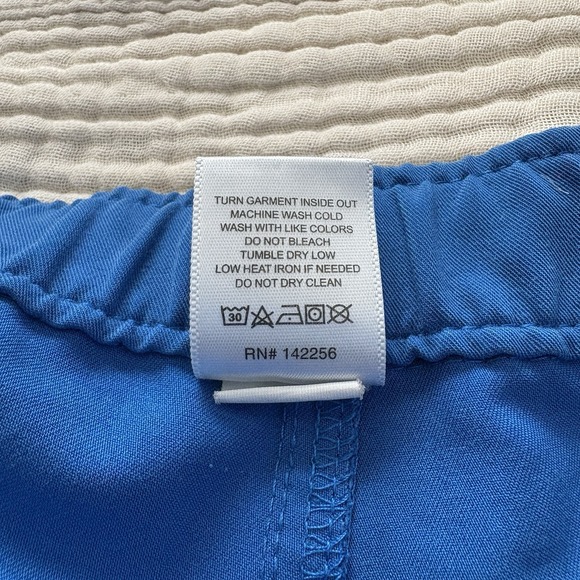 TURN GARMENT INSIDE OUT
MACHINE WASH COLD
WASH WITH LIKE COLORS
DO NOT BLEACH
TUMBLE DRY LOW
LOW HEAT IRON IF NEEDED
DO NOT DRY CLEAN
30
RN# 142256